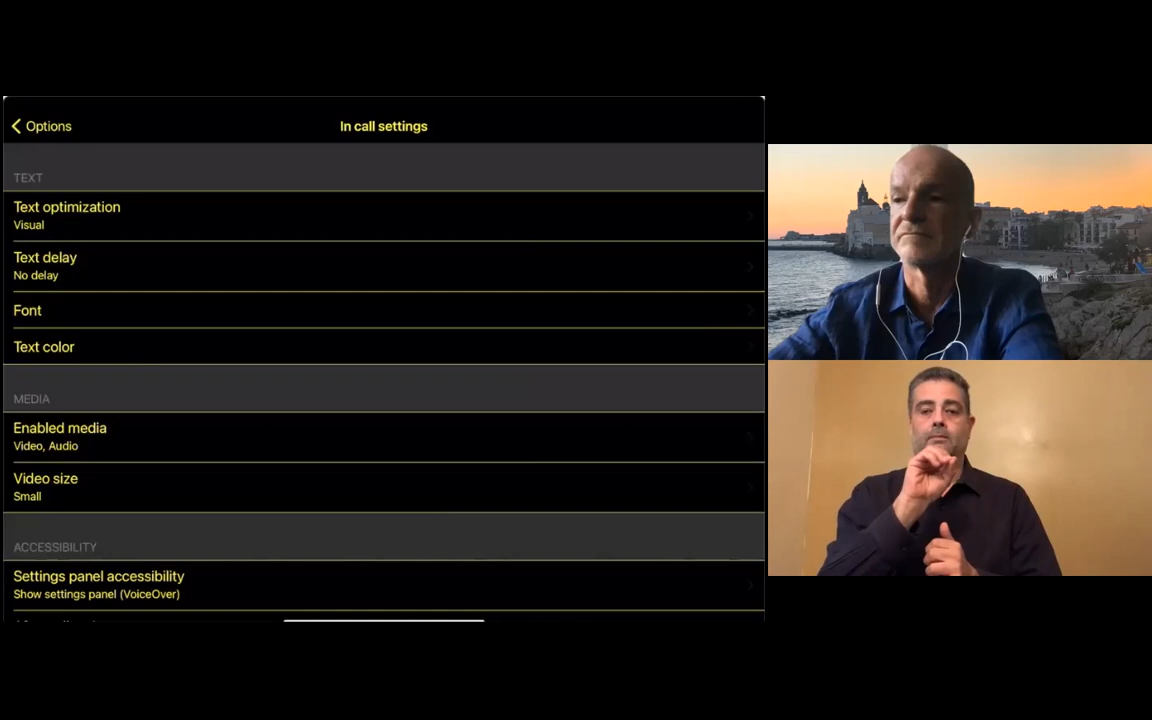 Options
In call settings
TEXT
Text optimization
Visual
Text delay
No delay
Font
Text color
MEDIA
Enabled media
Video, Audio
Video size
Small
ACCESSIBILITY
Settings panel accessibility
Show settings panel (VoiceOver)